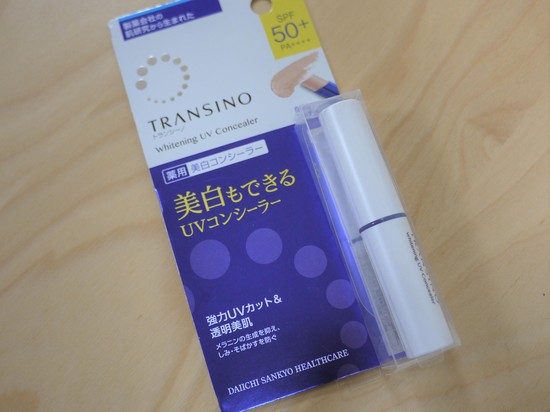 製薬会社の
肌研究から生まれた
SPF
50+
PA++++
TRANSINO
トランシーノ
Whitening UV Concealer
薬用 美白コンシーラー
美白もできる
UVコンシーラー
強力UVカット&
透明美肌
メラニンの生成を抑え、
しみ・そばかすを防ぐ
DAIICHI SANKYO HEALTHCARE
Whitening UV Concealer